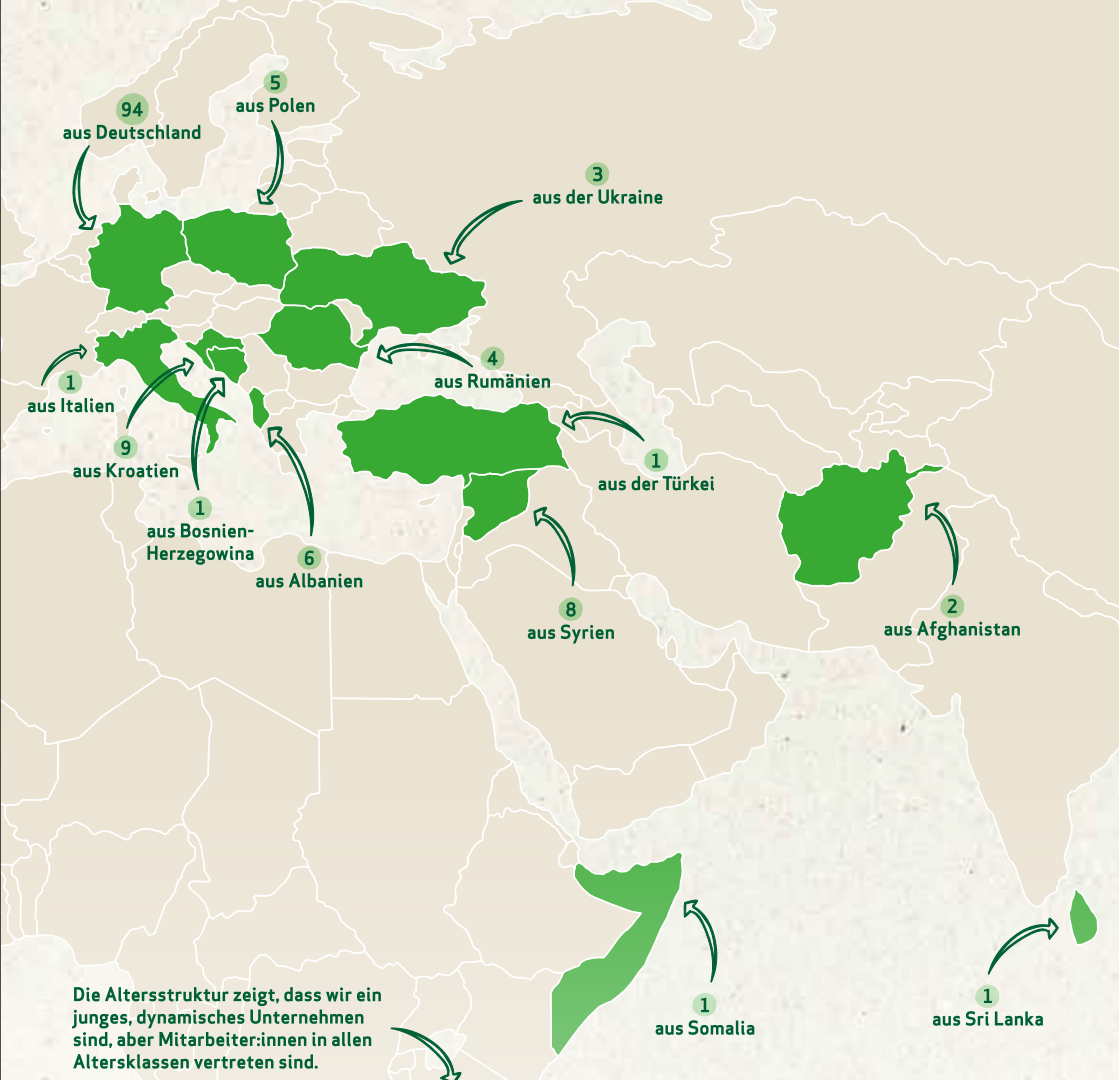 5
aus Polen
94
aus Deutschland
3
aus der Ukraine
4
aus Rumänien
1
aus Italien
9
aus Kroatien
1
aus der Türkei
1
aus Bosnien-
Herzegowina
6
aus Albanien
8
aus Syrien
2
aus Afghanistan
1
aus Somalia
1
aus Sri Lanka
Die Altersstruktur zeigt, dass wir ein
junges, dynamisches Unternehmen
sind, aber Mitarbeiter:innen in allen
Altersklassen vertreten sind.